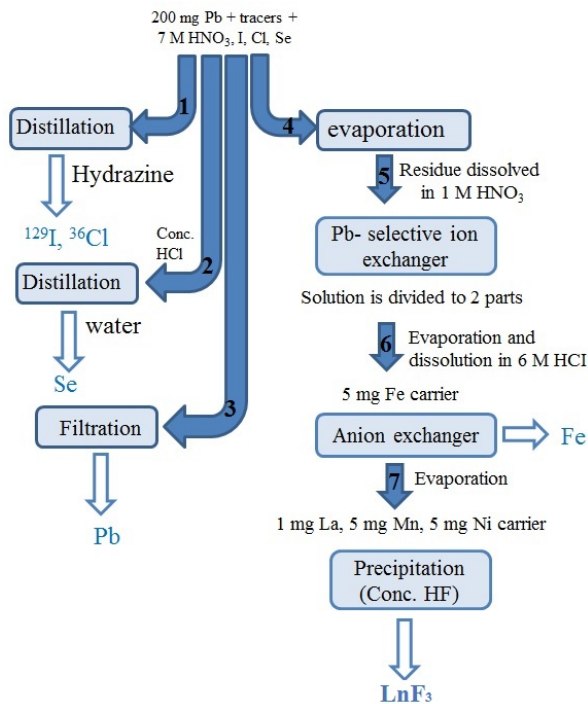 200 mg Pb + tracers +
7 M HNO₃, I, Cl, Se
1
Distillation
Hydrazine
¹²⁹I, ³⁶Cl
Conc.
HCl
2
Distillation
water
Se
3
Filtration
Pb
4
evaporation
5
Residue dissolved
in 1 M HNO₃
Pb- selective ion
exchanger
Solution is divided to 2 parts
6
Evaporation and
dissolution in 6 M HCl
5 mg Fe carrier
Anion exchanger
Fe
7
Evaporation
1 mg La, 5 mg Mn, 5 mg Ni carrier
Precipitation
(Conc. HF)
LnF₃